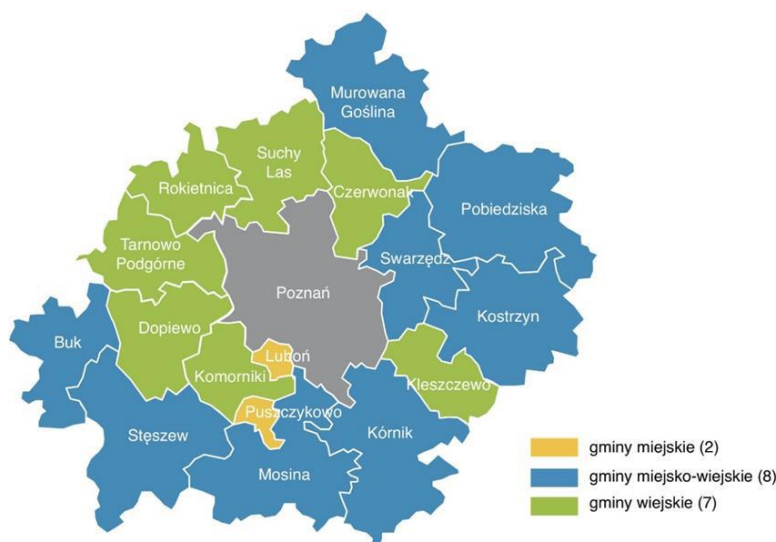 Murowana
Goślina
Suchy
Las
Rokietnica
Czerwonak
Pobiedziska
Tarnowo
Podgórne
Swarzędz
Poznań
Kostrzyn
Buk
Dopiewo
Luboń
Komorniki
Kleszczewo
Puszczykowo
Stęszew
Kórnik
Mosina
gminy miejskie (2)
gminy miejsko-wiejskie (8)
gminy wiejskie (7)